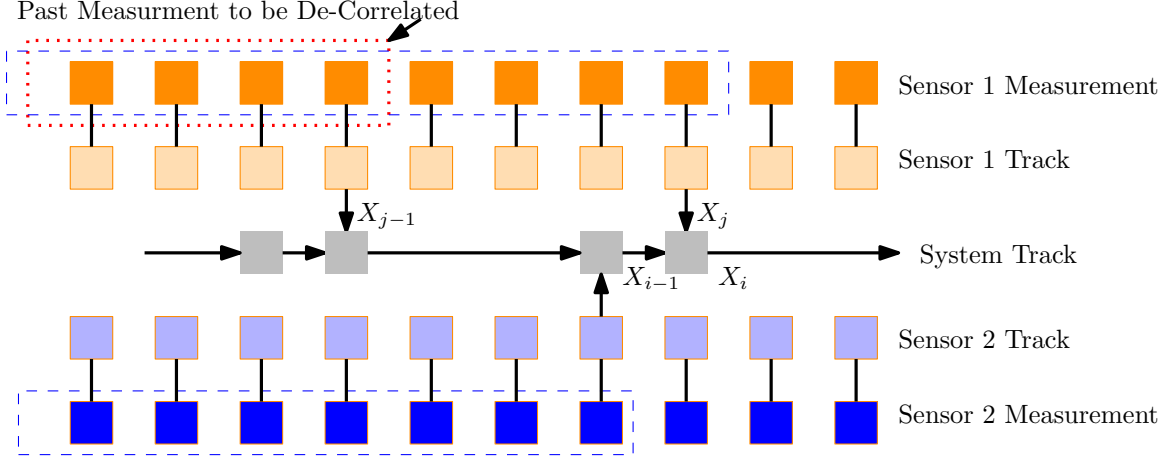 Past Measurment to be De-Correlated
Sensor 1 Measurement
Sensor 1 Track
X_{j-1}
X_j
System Track
X_{i-1}
X_i
Sensor 2 Track
Sensor 2 Measurement